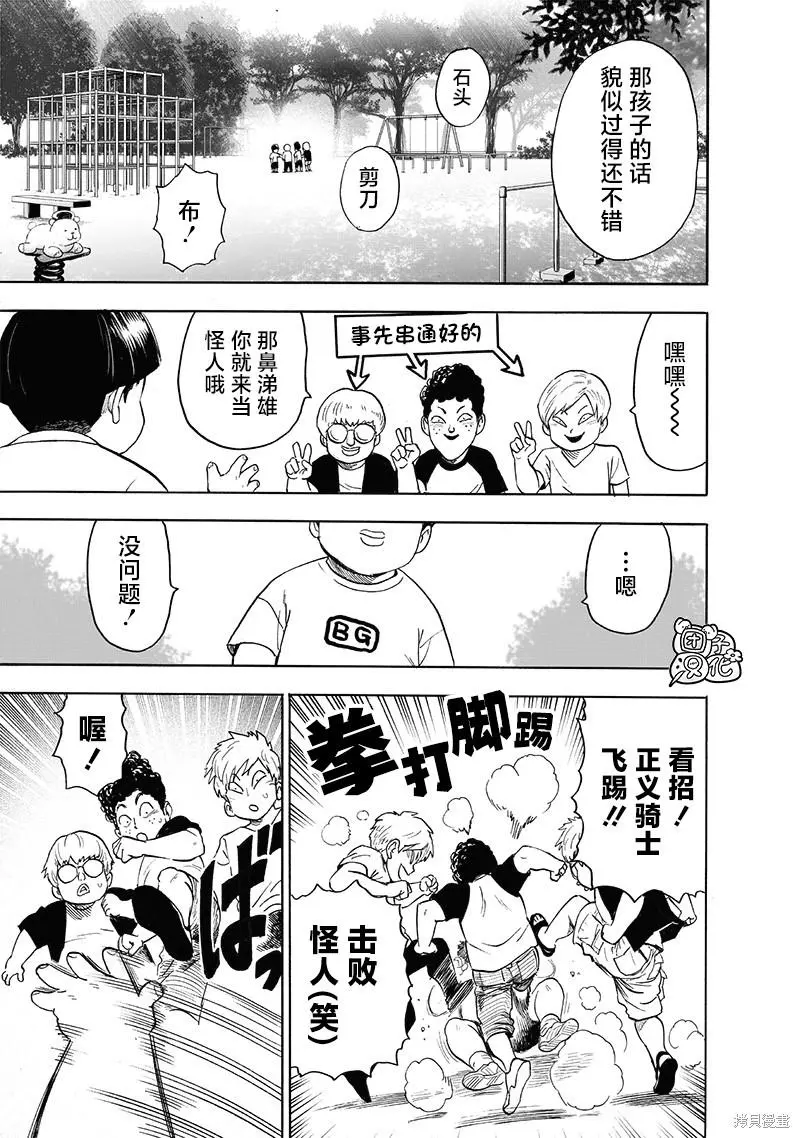 那孩子的话
貌似过得还不错
石头
剪刀
布！
嘿嘿~~~
事先串通好的
那鼻涕雄
你就来当
怪人哦
…嗯
BG
没问题！
团子
汉化
看招！
正义骑士
飞踢!!
拳打脚踢
击败
怪人(笑)
喔！
ばっ
拷貝漫畫